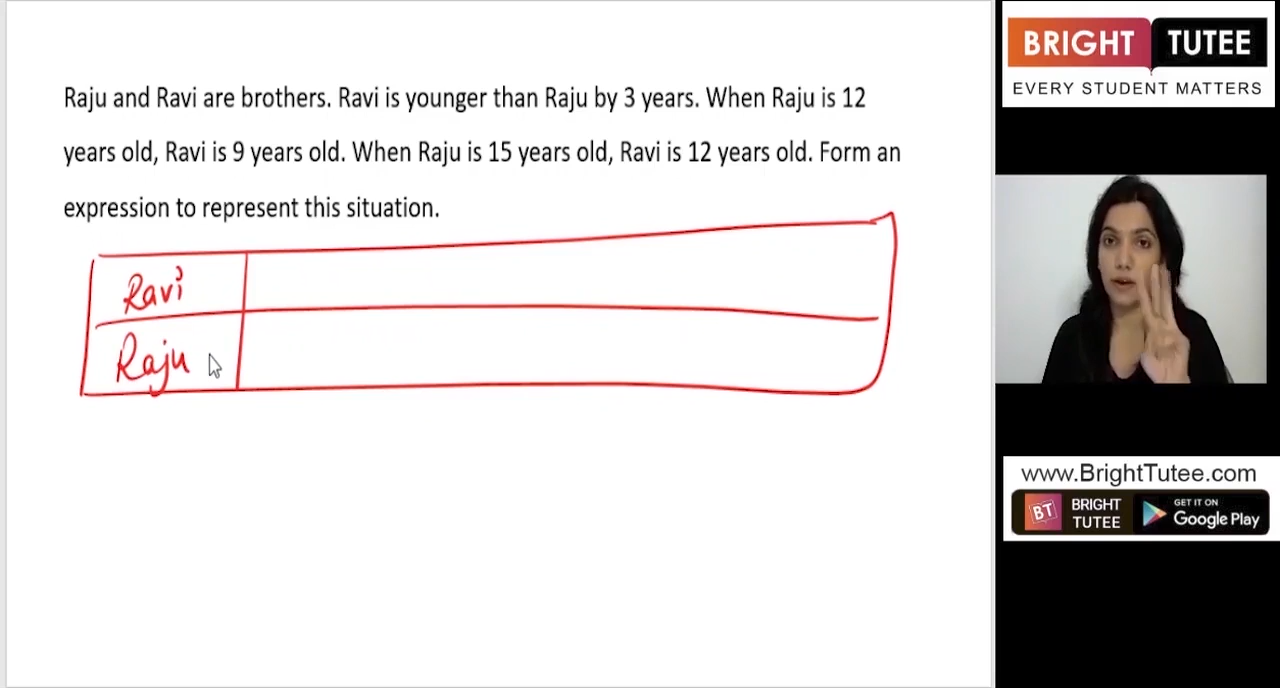 Raju and Ravi are brothers. Ravi is younger than Raju by 3 years. When Raju is 12
years old, Ravi is 9 years old. When Raju is 15 years old, Ravi is 12 years old. Form an
expression to represent this situation.
Ravi
Raju
BRIGHT TUTEE
EVERY STUDENT MATTERS
www.BrightTutee.com
BT BRIGHT TUTEE
GET IT ON
Google Play